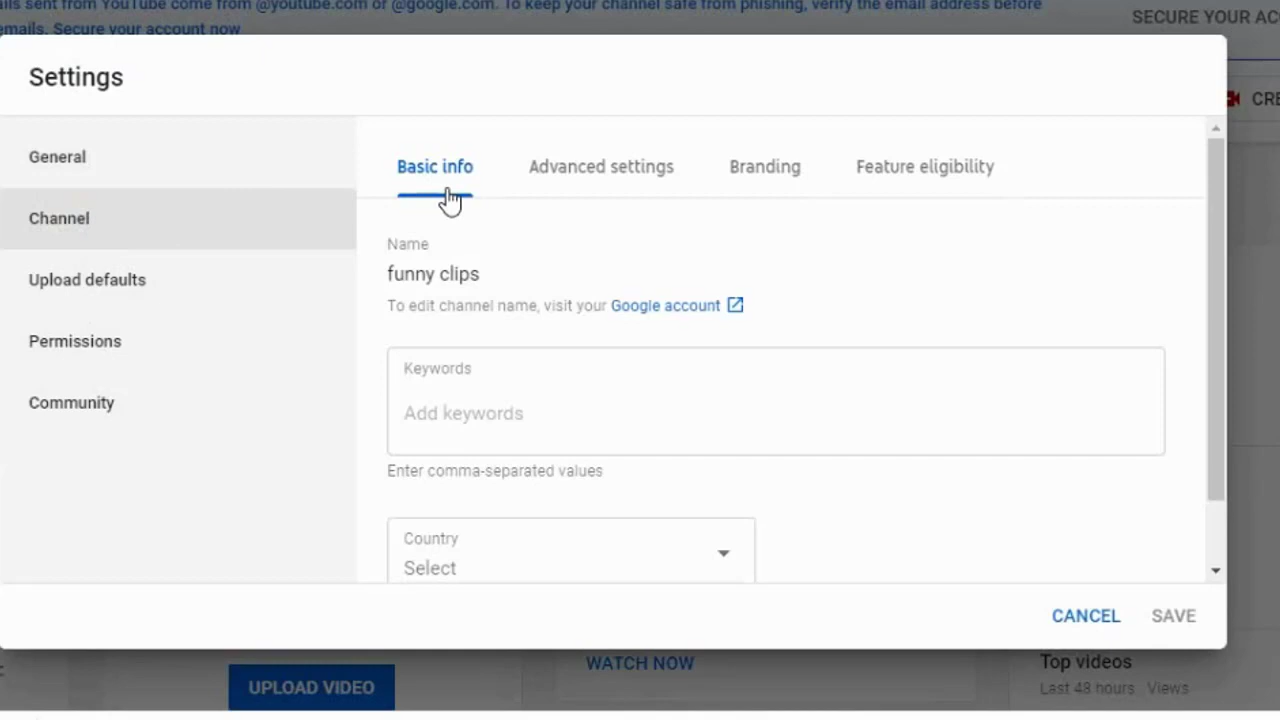 ils sent from YouTube come from @youtube.com or @google.com. To keep your channel safe from phishing, verify the email address before
emails. Secure your account now
SECURE YOUR AC
CRE
Settings
General
Channel
Upload defaults
Permissions
Community
Basic info
Advanced settings
Branding
Feature eligibility
Name
funny clips
To edit channel name, visit your Google account
Keywords
Add keywords
Enter comma-separated values
Country
Select
CANCEL
SAVE
UPLOAD VIDEO
WATCH NOW
Top videos
Last 48 hours · Views